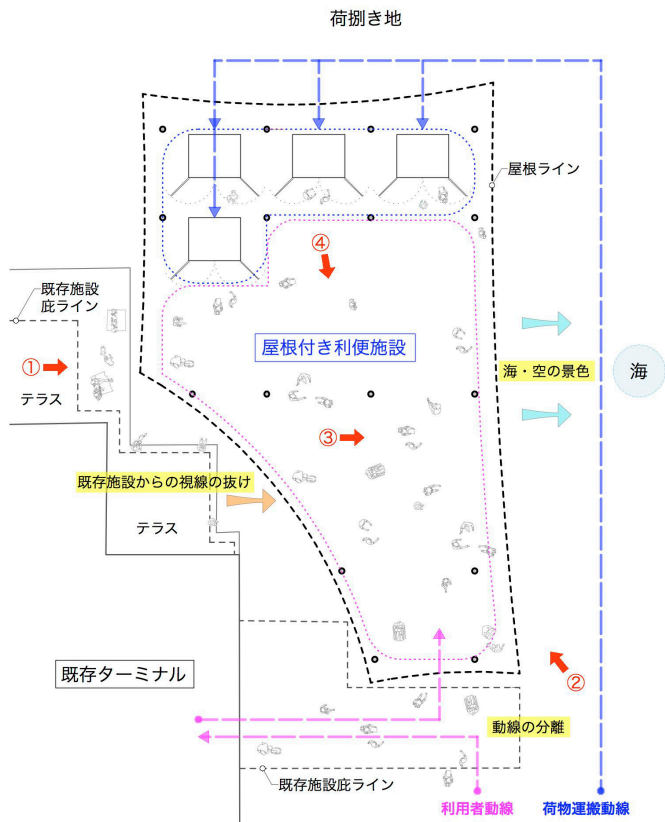 荷捌き地
屋根ライン
④
既存施設
庇ライン
屋根付き利便施設
①
海・空の景色
海
テラス
③
既存施設からの視線の抜け
テラス
既存ターミナル
②
動線の分離
既存施設庇ライン
利用者動線
荷物運搬動線